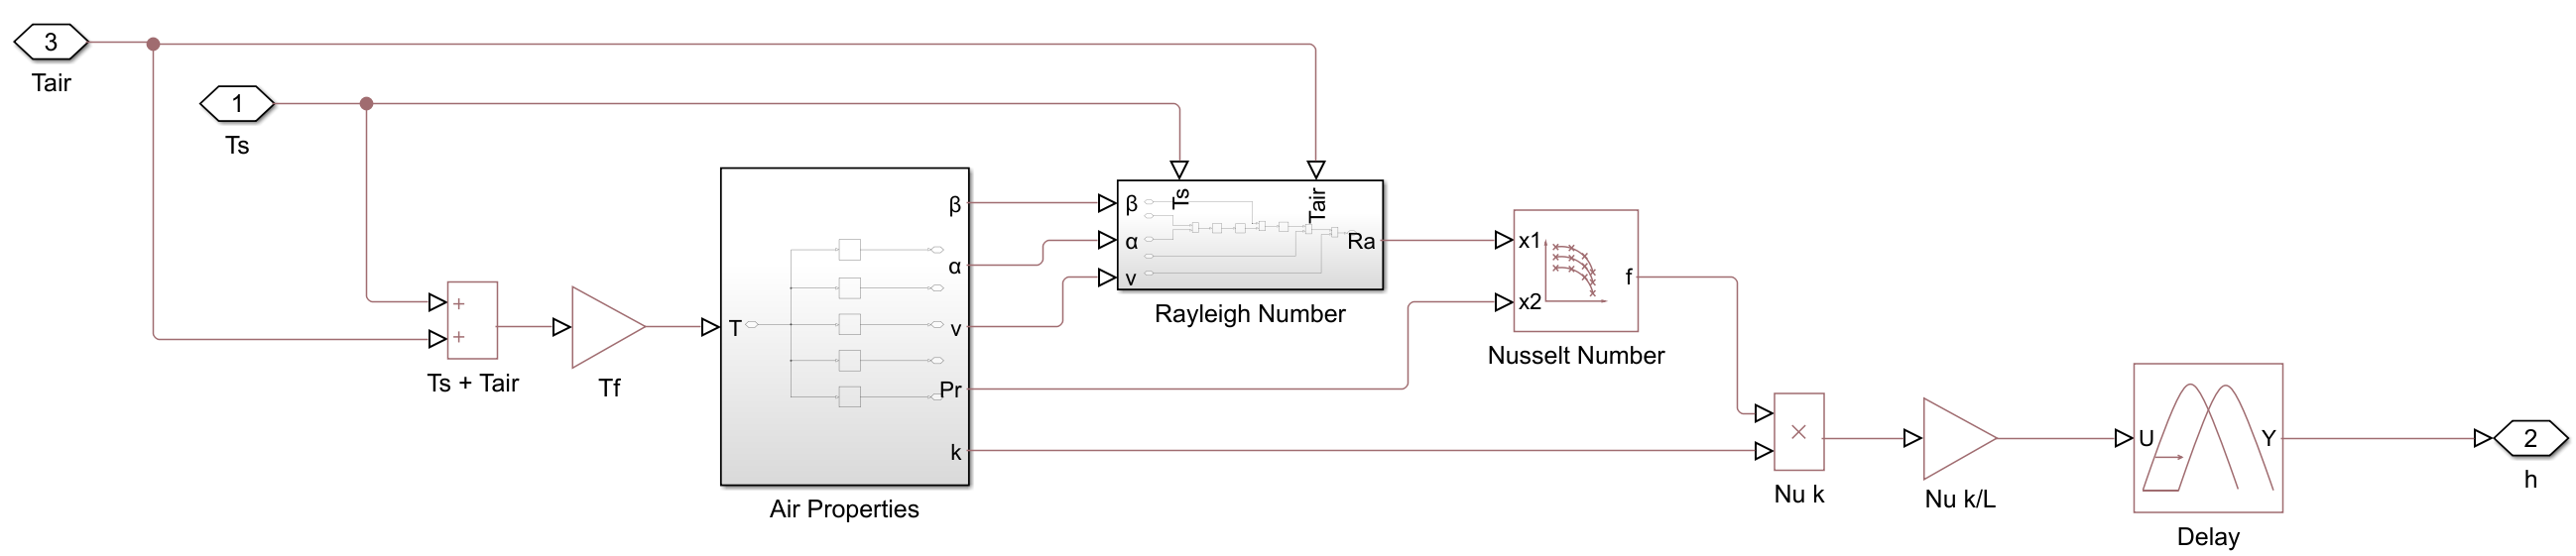 3
Tair
1
Ts
+
+
Ts + Tair
Tf
T
β
α
v
Pr
k
Air Properties
Ts
Tair
β
α
v
Ra
Rayleigh Number
x1
x2
f
Nusselt Number
×
Nu k
Nu k/L
U
Y
Delay
2
h